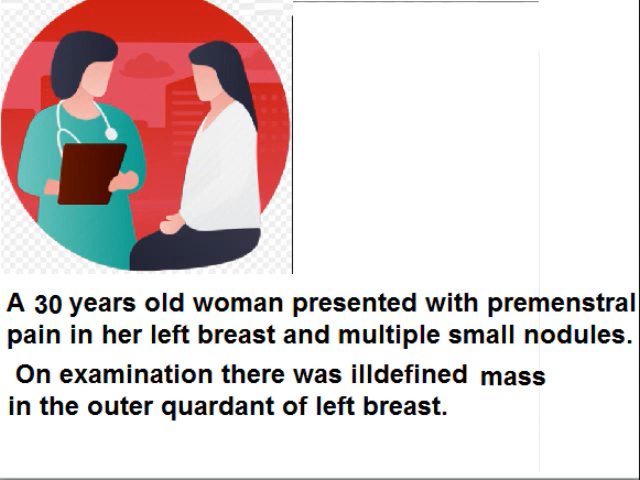 A 30 years old woman presented with premenstral
pain in her left breast and multiple small nodules.
On examination there was illdefined mass
in the outer quardant of left breast.